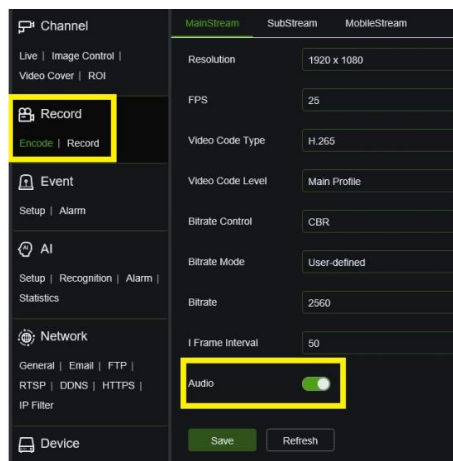 Channel
Live | Image Control |
Video Cover | ROI
Record
Encode | Record
Event
Setup | Alarm
AI
AI
Setup | Recognition | Alarm |
Statistics
Network
General | Email | FTP |
RTSP | DDNS | HTTPS |
IP Filter
Device
MainStream SubStream MobileStream
Resolution 1920 x 1080
FPS 25
Video Code Type H.265
Video Code Level Main Profile
Bitrate Control CBR
Bitrate Mode User-defined
Bitrate 2560
I Frame Interval 50
Audio
Save Refresh